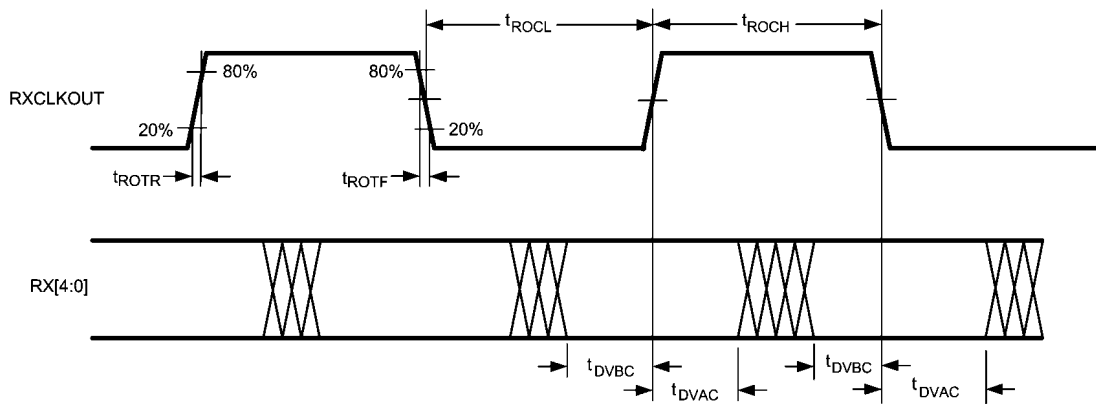 tROCL
tROCH
80%
80%
RXCLKOUT
20%
20%
tROTR
tROTF
RX[4:0]
tDVBC
tDVBC
tDVAC
tDVAC